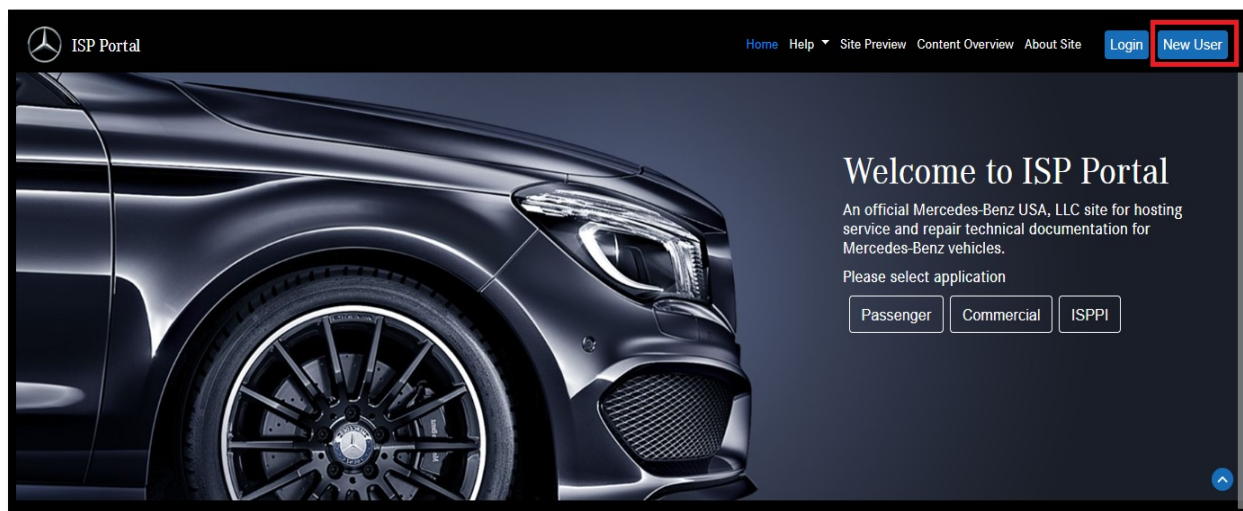 ISP Portal
Home Help Site Preview Content Overview About Site Login New User
Welcome to ISP Portal
An official Mercedes-Benz USA, LLC site for hosting
service and repair technical documentation for
Mercedes-Benz vehicles.
Please select application
Passenger Commercial ISPPI